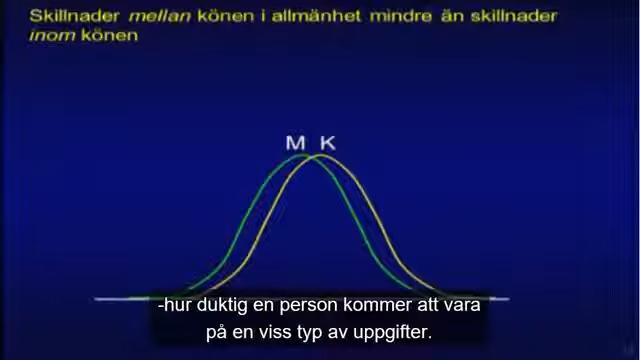 Skillnader mellan könen i allmänhet mindre än skillnader
inom könen
M K
-hur duktig en person kommer att vara
på en viss typ av uppgifter.